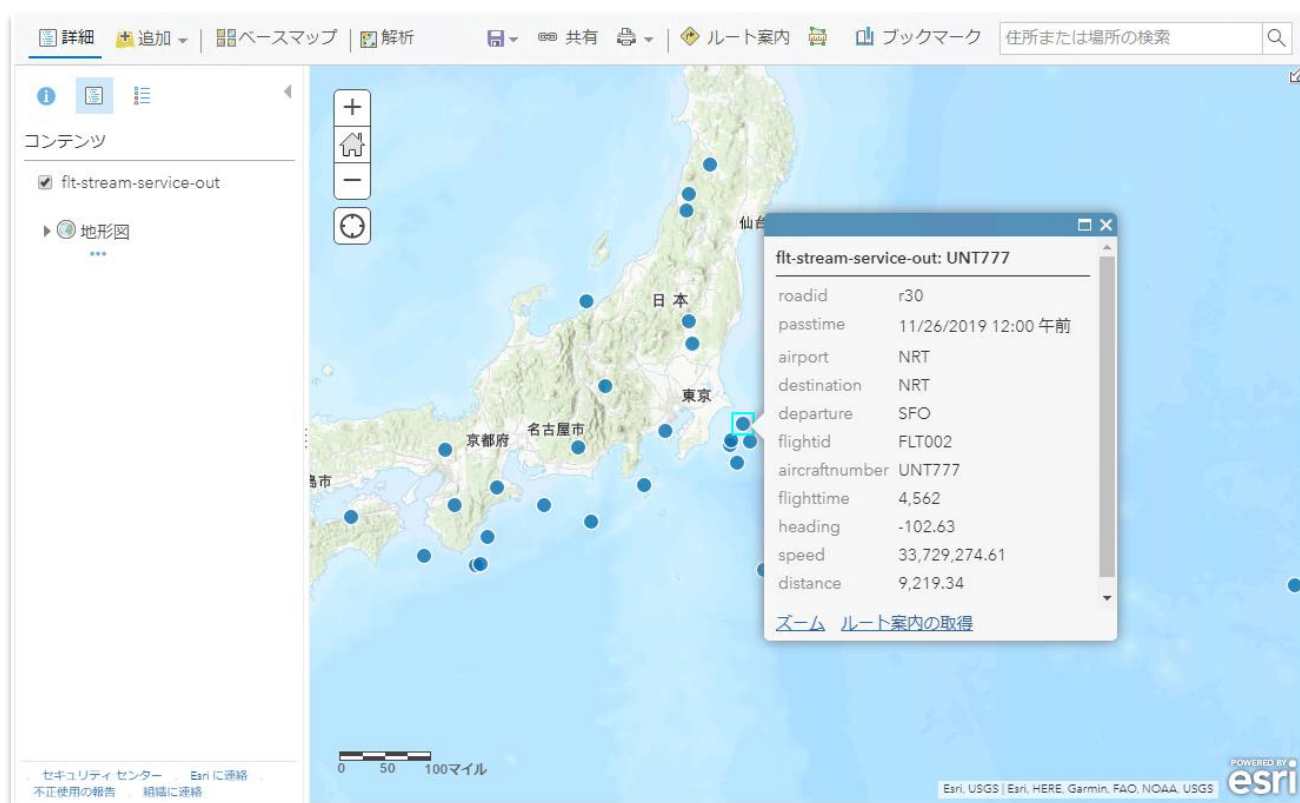 詳細 追加 ベースマップ 解析 共有 ルート案内 ブックマーク 住所または場所の検索
コンテンツ
flt-stream-service-out
地形図
仙台
日本
東京
名古屋市
京都府
島市
flt-stream-service-out: UNT777
roadid r30
passtime 11/26/2019 12:00 午前
airport NRT
destination NRT
departure SFO
flightid FLT002
aircraftnumber UNT777
flighttime 4,562
heading -102.63
speed 33,729,274.61
distance 9,219.34
ズーム ルート案内の取得
0 50 100マイル
セキュリティ センター Esri に連絡
不正使用の報告 組織に連絡
Esri, USGS | Esri, HERE, Garmin, FAO, NOAA, USGS
POWERED BY
esri